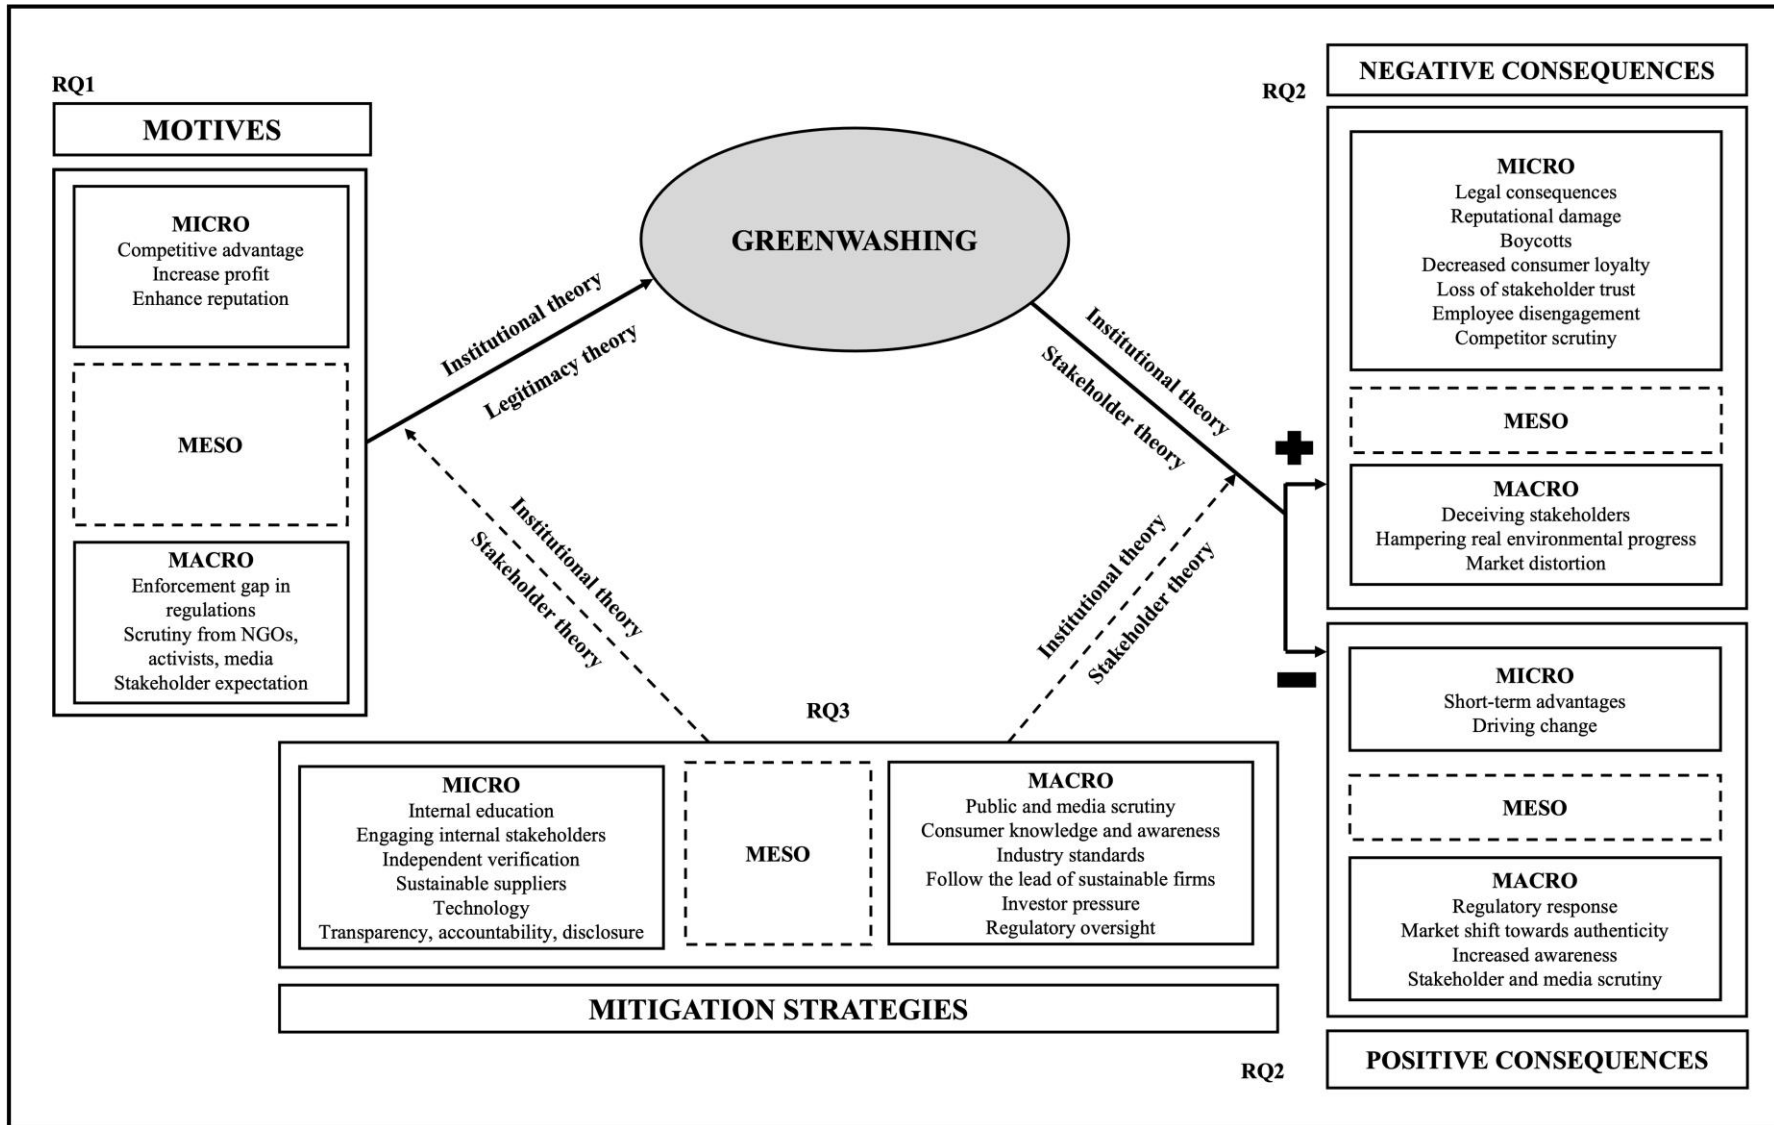 RQ1
MOTIVES
MICRO
Competitive advantage
Increase profit
Enhance reputation
MESO
MACRO
Enforcement gap in
regulations
Scrutiny from NGOs,
activists, media
Stakeholder expectation
Institutional theory
Legitimacy theory
GREENWASHING
Institutional theory
Stakeholder theory
Institutional theory
Stakeholder theory
Institutional theory
Stakeholder theory
RQ3
MICRO
Internal education
Engaging internal stakeholders
Independent verification
Sustainable suppliers
Technology
Transparency, accountability, disclosure
MESO
MACRO
Public and media scrutiny
Consumer knowledge and awareness
Industry standards
Follow the lead of sustainable firms
Investor pressure
Regulatory oversight
MITIGATION STRATEGIES
RQ2
NEGATIVE CONSEQUENCES
MICRO
Legal consequences
Reputational damage
Boycotts
Decreased consumer loyalty
Loss of stakeholder trust
Employee disengagement
Competitor scrutiny
MESO
MACRO
Deceiving stakeholders
Hampering real environmental progress
Market distortion
+
-
MICRO
Short-term advantages
Driving change
MESO
MACRO
Regulatory response
Market shift towards authenticity
Increased awareness
Stakeholder and media scrutiny
RQ2
POSITIVE CONSEQUENCES